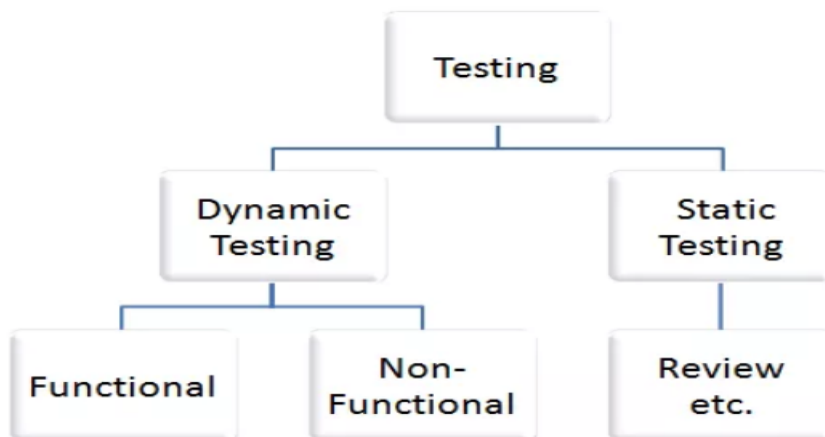 Testing
Dynamic
Testing
Static
Testing
Functional
Non-
Functional
Review
etc.